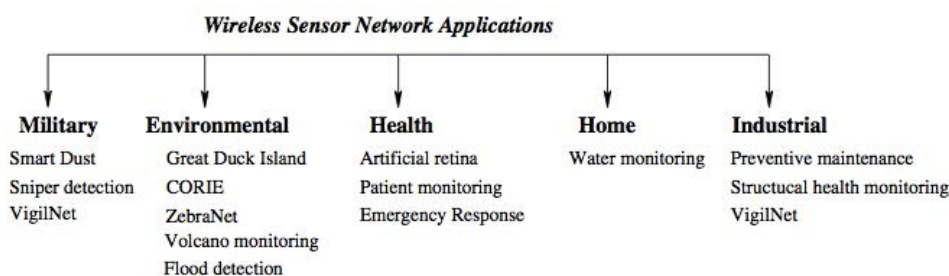 Wireless Sensor Network Applications
Military
Smart Dust
Sniper detection
VigilNet
Environmental
Great Duck Island
CORIE
ZebraNet
Volcano monitoring
Flood detection
Health
Artificial retina
Patient monitoring
Emergency Response
Home
Water monitoring
Industrial
Preventive maintenance
Structucal health monitoring
VigilNet